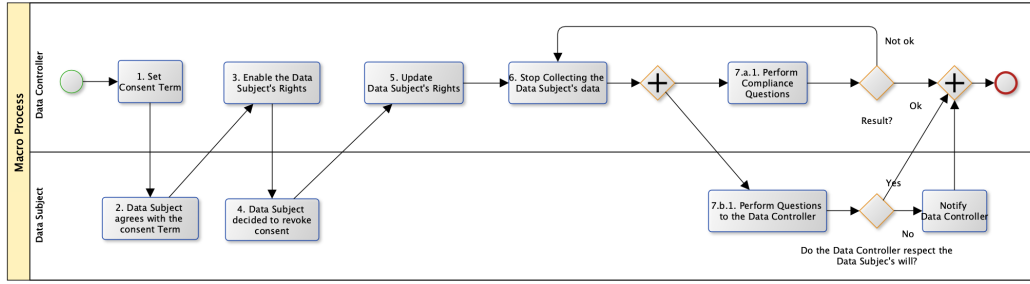 Macro Process
Data Controller
1. Set
Consent Term
3. Enable the Data
Subject's Rights
5. Update
Data Subject's Rights
6. Stop Collecting the
Data Subject's data
7.a.1. Perform
Compliance
Questions
Not ok
Result?
Ok
Data Subject
2. Data Subject
agrees with the
consent Term
4. Data Subject
decided to revoke
consent
7.b.1. Perform Questions
to the Data Controller
Yes
No
Notify
Data Controller
Do the Data Controller respect the
Data Subjec's will?